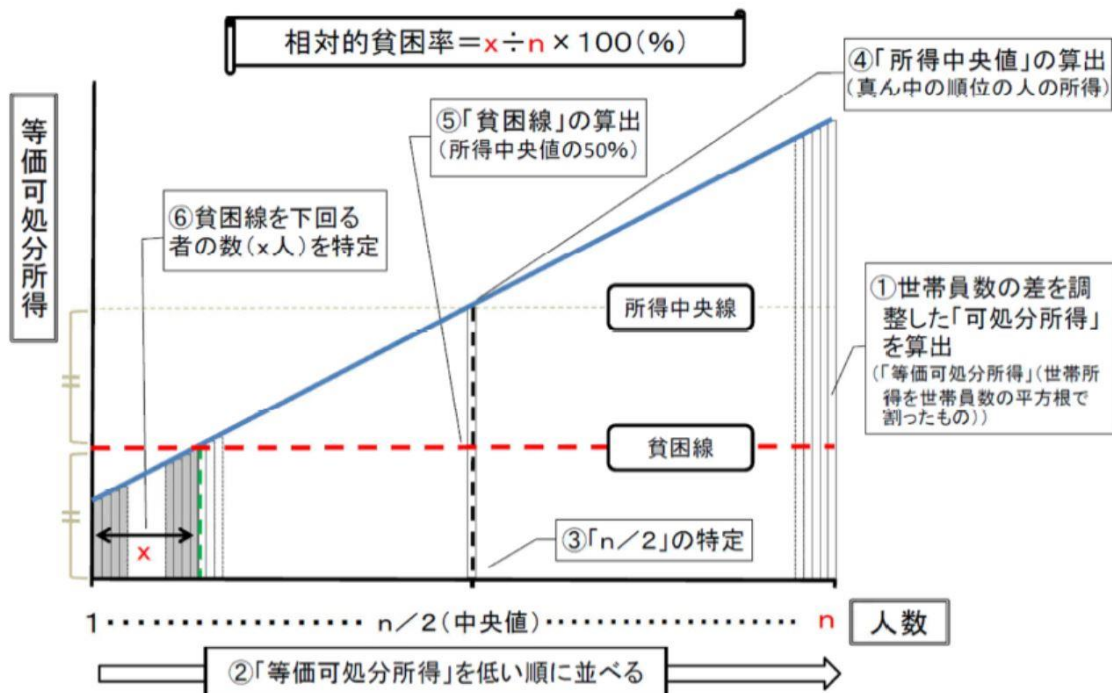 相対的貧困率=x÷n×100(%)
④「所得中央値」の算出
(真ん中の順位の人の所得)
等価可処分所得
⑤「貧困線」の算出
(所得中央値の50%)
⑥貧困線を下回る
者の数(x人)を特定
所得中央線
①世帯員数の差を調
整した「可処分所得」
を算出
(「等価可処分所得」(世帯所
得を世帯員数の平方根で
割ったもの))
貧困線
x
③「n/2」の特定
1・・・・・・・・・・・・・・・・・・n/2(中央値)・・・・・・・・・・・・・・・・・・n
人数
②「等価可処分所得」を低い順に並べる